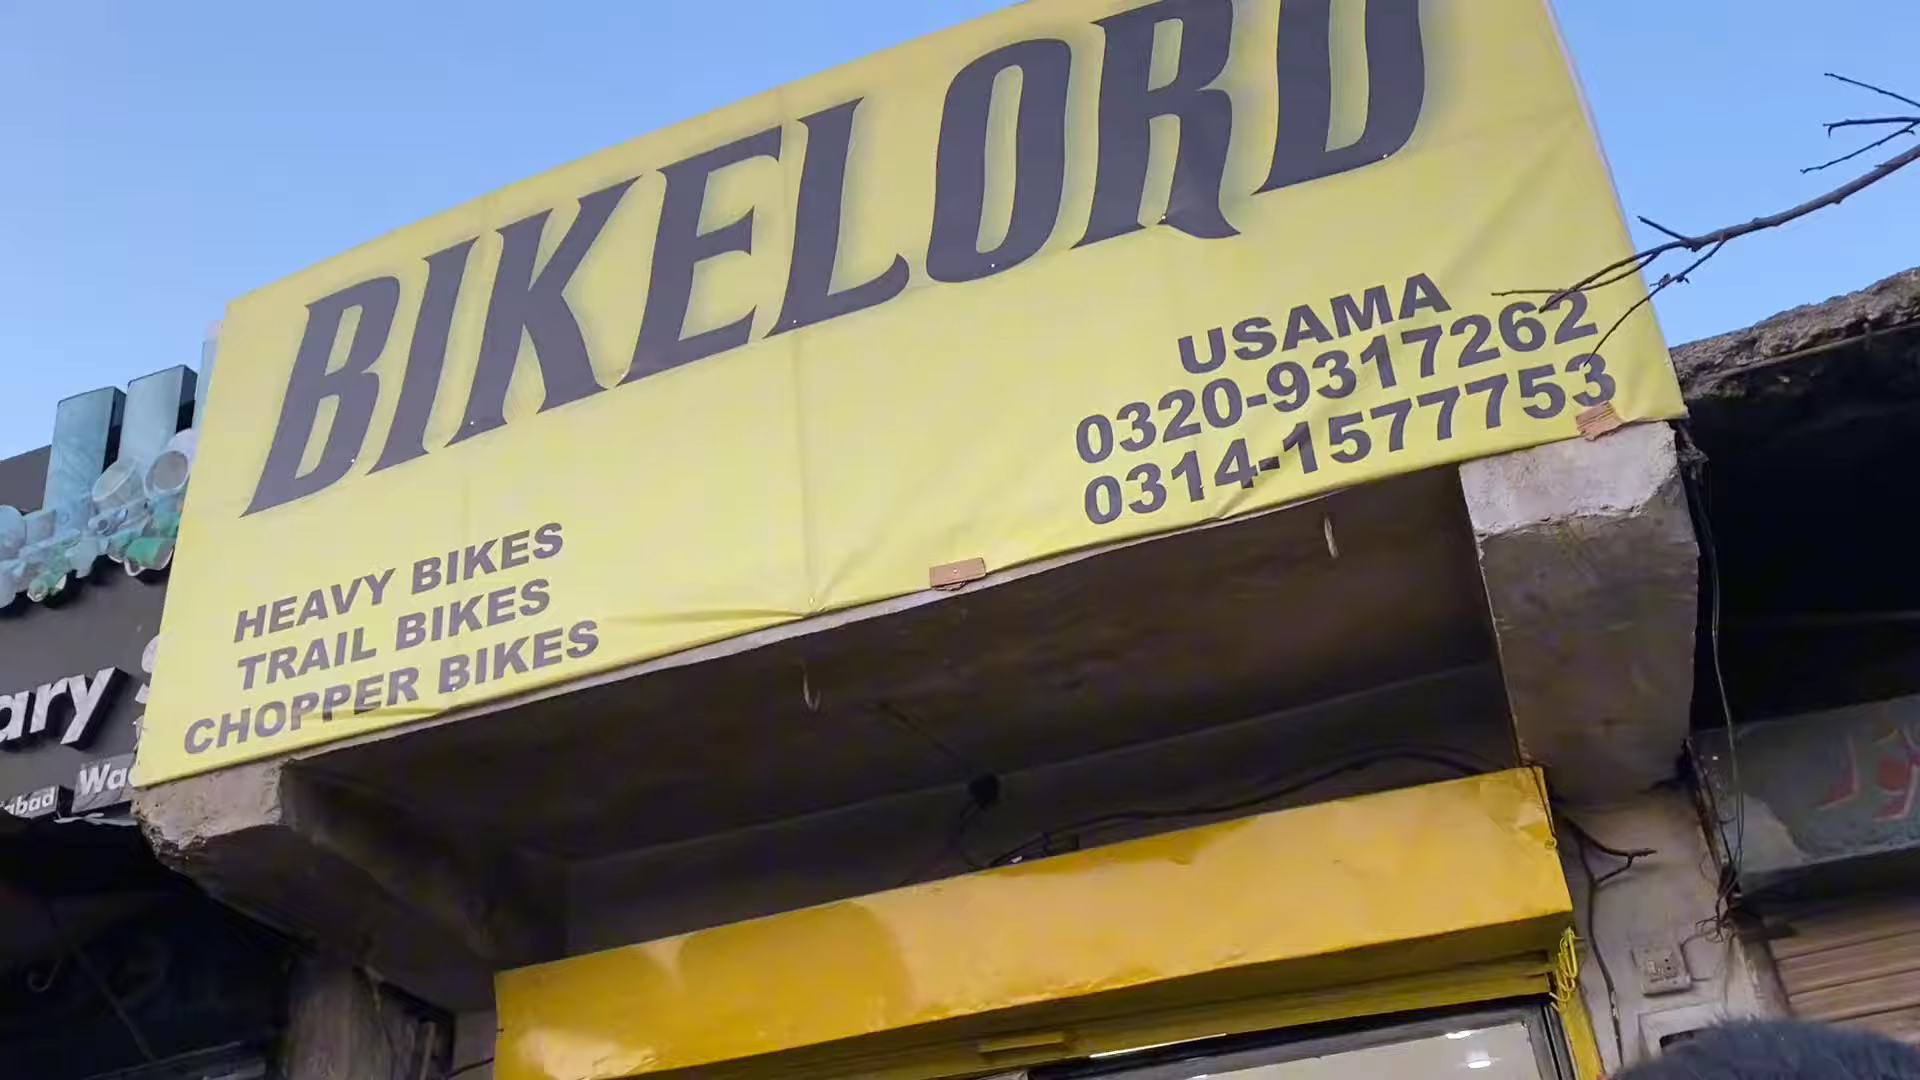 BIKELORD
USAMA
0320-9317262
0314-1577753
HEAVY BIKES
TRAIL BIKES
CHOPPER BIKES